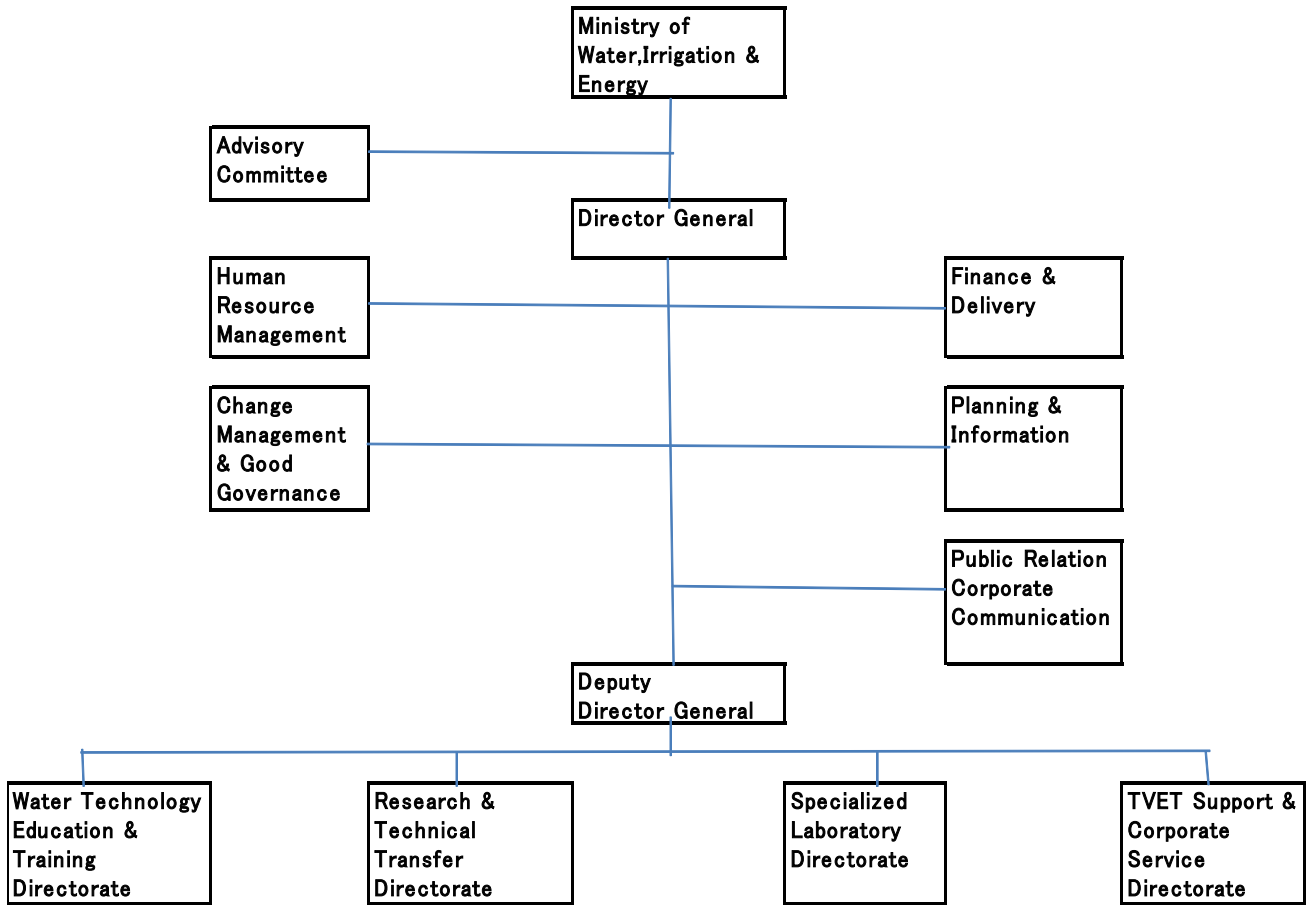 Ministry of
Water,Irrigation &
Energy
Advisory
Committee
Director General
Human
Resource
Management
Finance &
Delivery
Change
Management
& Good
Governance
Planning &
Information
Public Relation
Corporate
Communication
Deputy
Director General
Water Technology
Education &
Training
Directorate
Research &
Technical
Transfer
Directorate
Specialized
Laboratory
Directorate
TVET Support &
Corporate
Service
Directorate